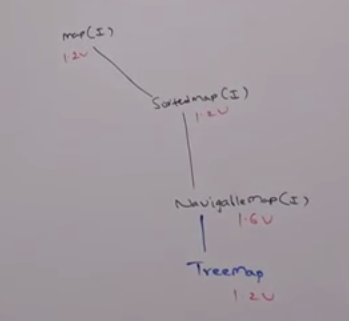 map(I)
1.2V
Sortedmap(I)
1.2V
NavigableMap(I)
1.6V
TreeMap
1.2V